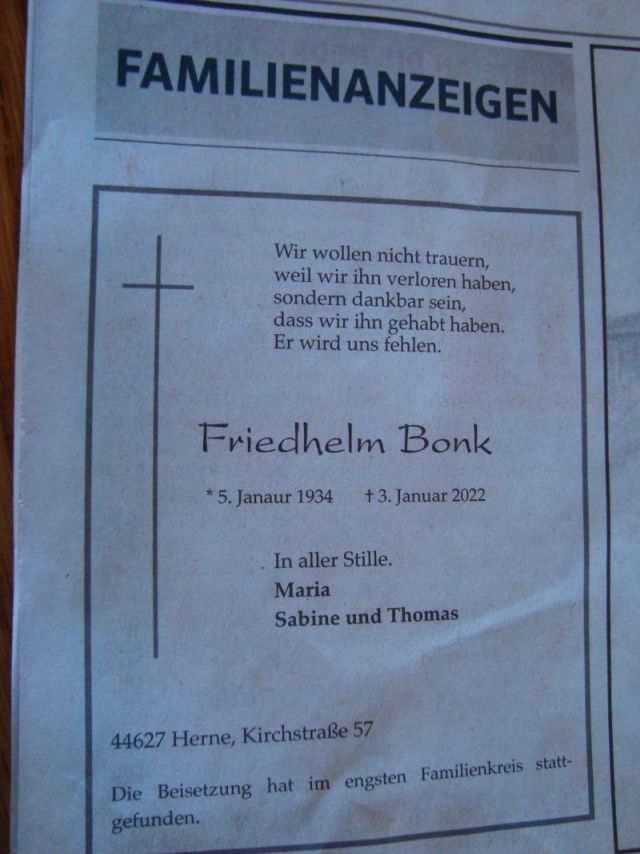 FAMILIENANZEIGEN
Wir wollen nicht trauern,
weil wir ihn verloren haben,
sondern dankbar sein,
dass wir ihn gehabt haben.
Er wird uns fehlen.
Friedhelm Bonk
* 5. Janaur 1934 † 3. Januar 2022
In aller Stille.
Maria
Sabine und Thomas
44627 Herne, Kirchstraße 57
Die Beisetzung hat im engsten Familienkreis statt-
gefunden.